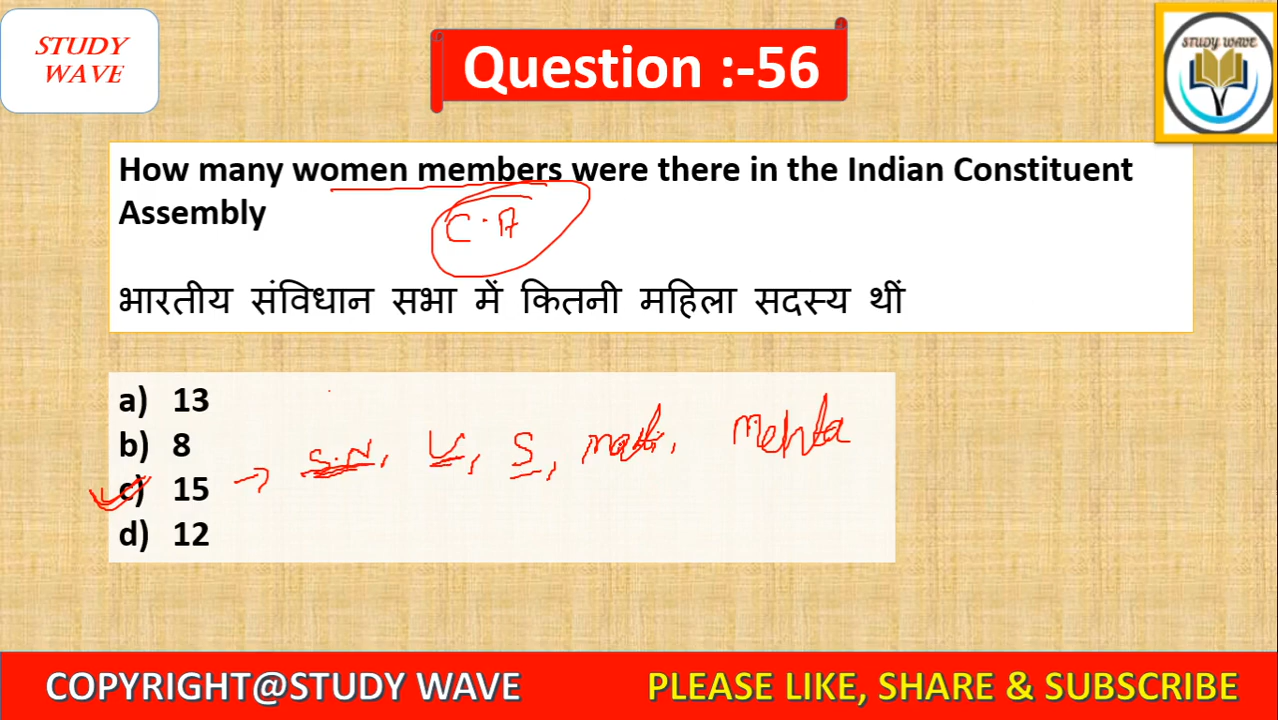 STUDY
WAVE
Question :-56
STUDY WAVE
How many women members were there in the Indian Constituent
Assembly
C.A
भारतीय संविधान सभा में कितनी महिला सदस्य थीं
a) 13
b) 8
c) 15 → S.N, V, S, Mehta
d) 12
COPYRIGHT@STUDY WAVE PLEASE LIKE, SHARE & SUBSCRIBE